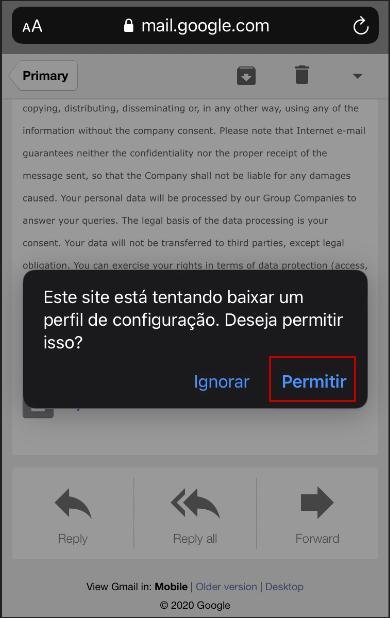 AA mail.google.com
Primary
copying, distributing, disseminating or, in any other way, using any of the
information without the company consent. Please note that Internet e-mail
guarantees neither the confidentiality nor the proper receipt of the
message sent, so that the Company shall not be liable for any damages
caused. Your personal data will be processed by our Group Companies to
answer your queries. The legal basis of the data processing is your
consent. Your data will not be transferred to third parties, except legal
obligation. You can exercise your rights in terms of data protection (access,
Este site está tentando baixar um
perfil de configuração. Deseja permitir
isso?
Ignorar Permitir
Reply Reply all Forward
View Gmail in: Mobile | Older version | Desktop
© 2020 Google